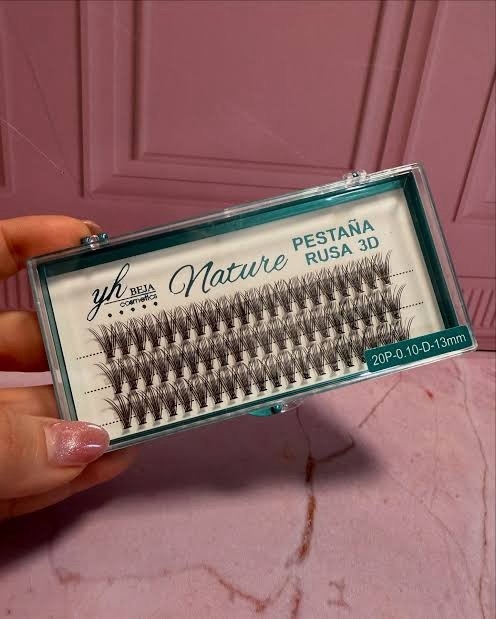 yh BEJA
cosmetics
Nature
PESTAÑA
RUSA 3D
20P-0.10-D-13mm